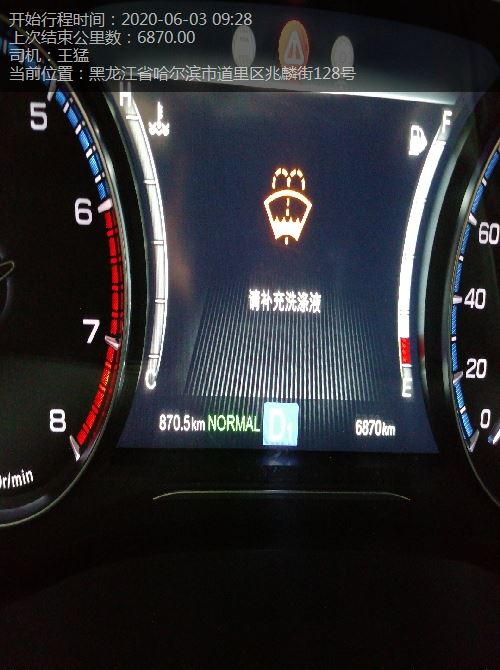 开始行程时间：2020-06-03 09:28
上次结束公里数：6870.00
司机：王猛
当前位置：黑龙江省哈尔滨市道里区兆麟街128号
H
F
5
6
7
8
60
40
20
0
请补充洗涤液
C
E
870.5km NORMAL D1 6870km
r/min